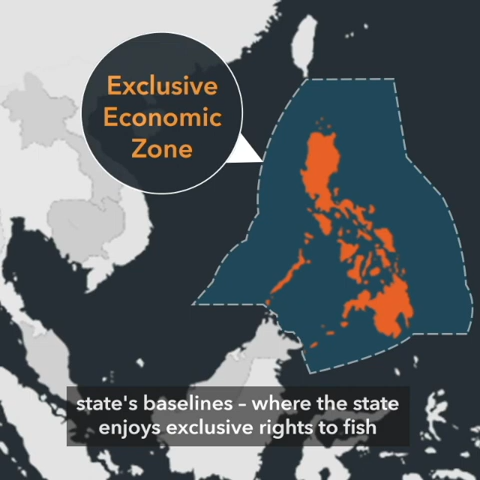 Exclusive
Economic
Zone
state's baselines – where the state
enjoys exclusive rights to fish